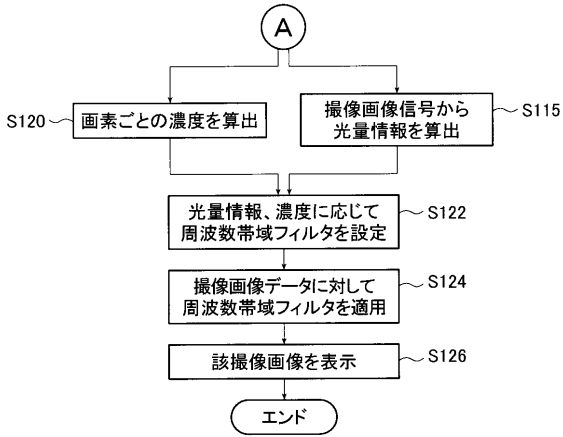 A
S120
画素ごとの濃度を算出
撮像画像信号から
光量情報を算出
S115
光量情報、濃度に応じて
周波数帯域フィルタを設定
S122
撮像画像データに対して
周波数帯域フィルタを適用
S124
該撮像画像を表示
S126
エンド